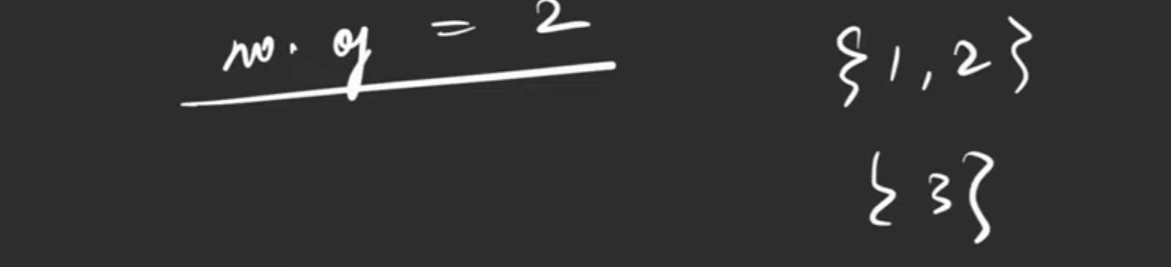 no. of = 2
{1, 2}
{3}